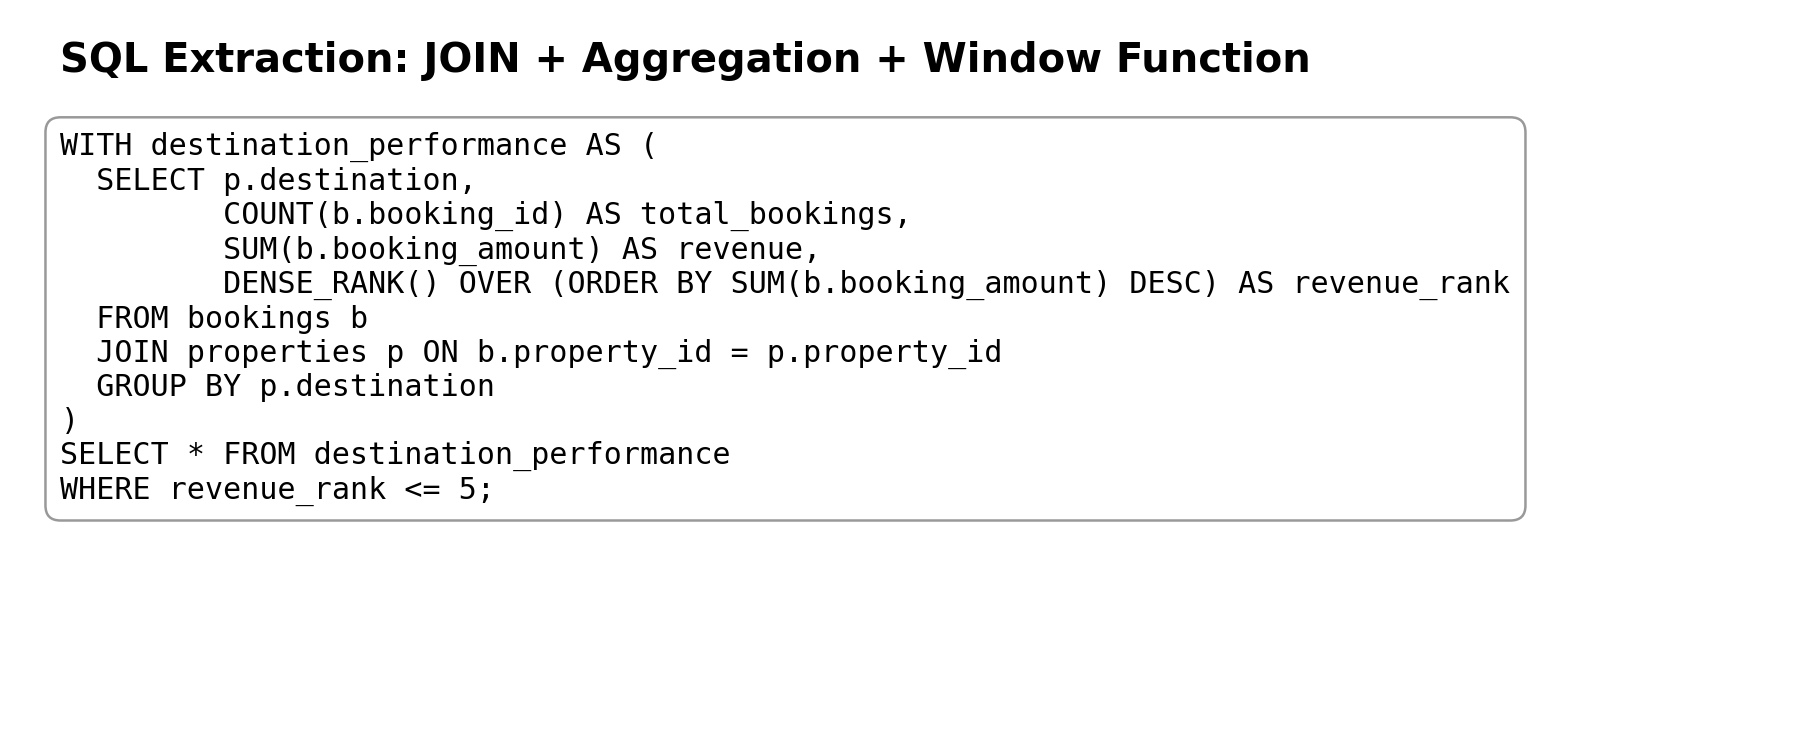 SQL Extraction: JOIN + Aggregation + Window Function
WITH destination_performance AS (
  SELECT p.destination,
         COUNT(b.booking_id) AS total_bookings,
         SUM(b.booking_amount) AS revenue,
         DENSE_RANK() OVER (ORDER BY SUM(b.booking_amount) DESC) AS revenue_rank
  FROM bookings b
  JOIN properties p ON b.property_id = p.property_id
  GROUP BY p.destination
)
SELECT * FROM destination_performance
WHERE revenue_rank <= 5;